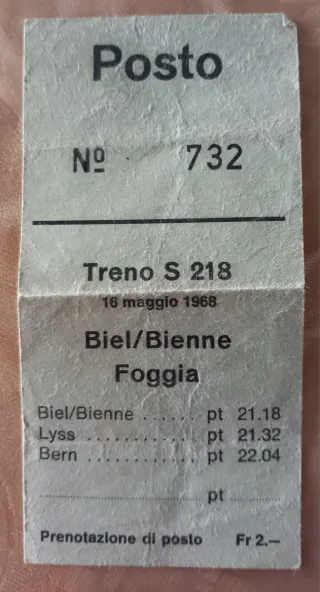 Posto
Nº 732
Treno S 218
16 maggio 1968
Biel/Bienne
Foggia
Biel/Bienne ...... pt 21.18
Lyss ............ pt 21.32
Bern ............ pt 22.04
.................... pt ...........
Prenotazione di posto Fr 2.—